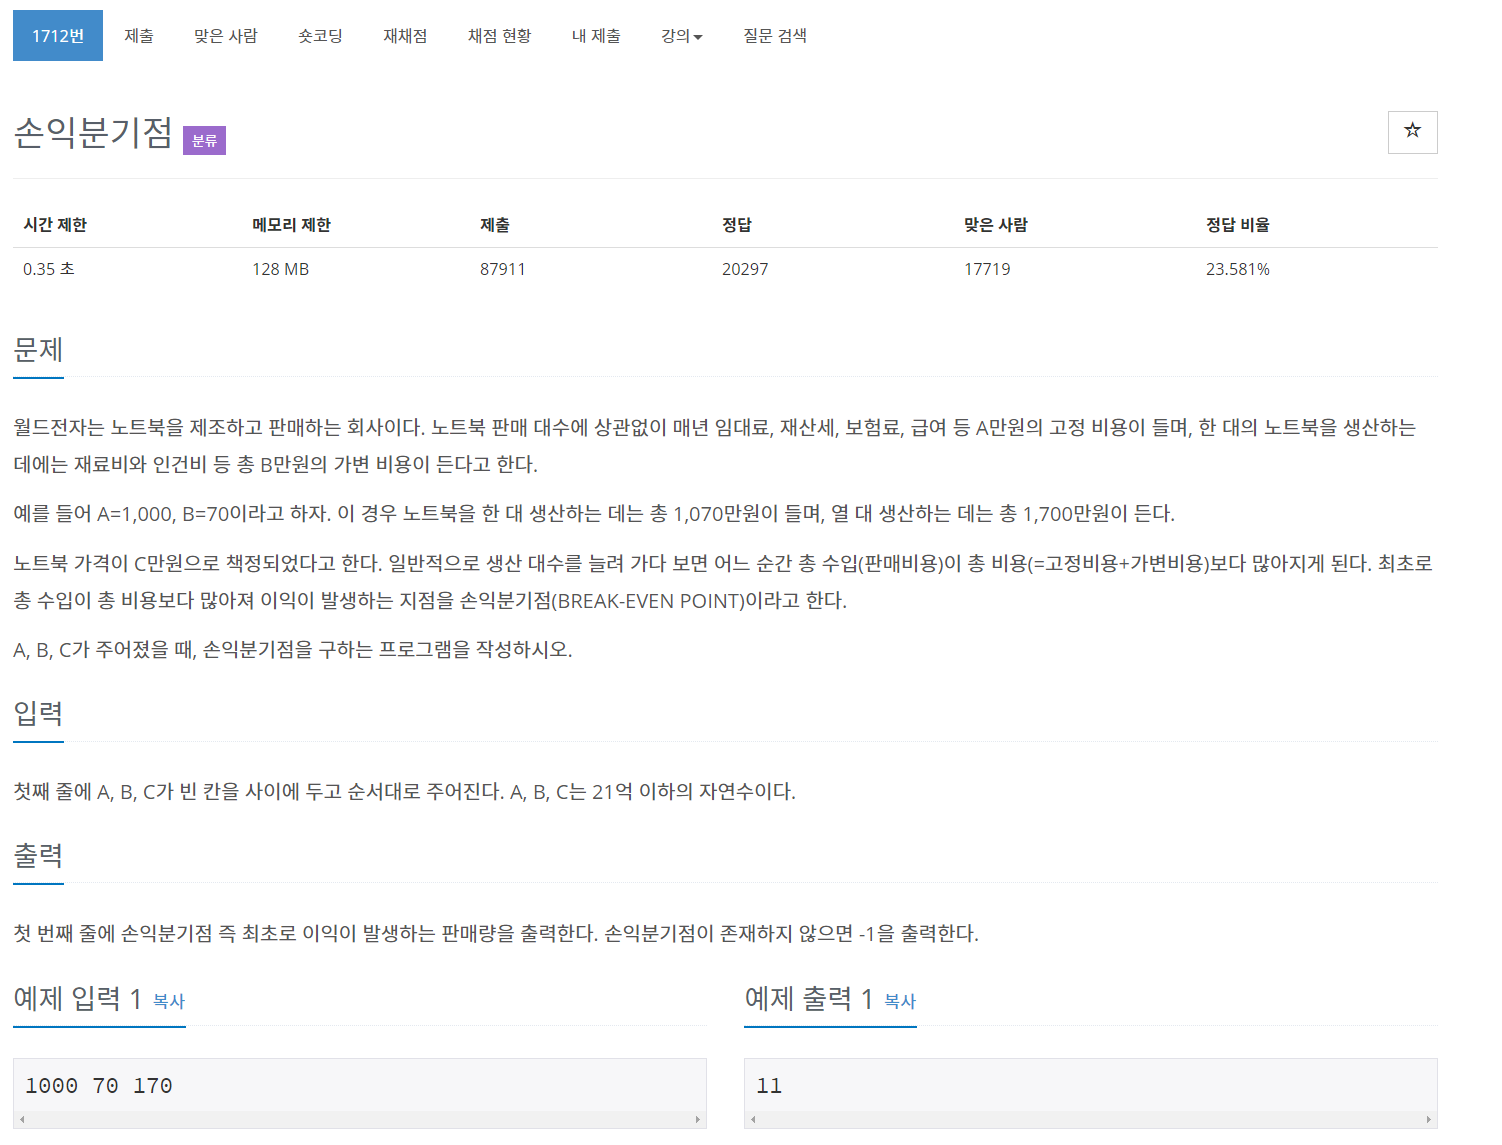 1712번 제출 맞은 사람 숏코딩 재채점 채점 현황 내 제출 강의 질문 검색
손익분기점 분류
시간 제한 메모리 제한 제출 정답 맞은 사람 정답 비율
0.35 초 128 MB 87911 20297 17719 23.581%
문제
월드전자는 노트북을 제조하고 판매하는 회사이다. 노트북 판매 대수에 상관없이 매년 임대료, 재산세, 보험료, 급여 등 A만원의 고정 비용이 들며, 한 대의 노트북을 생산하는
데에는 재료비와 인건비 등 총 B만원의 가변 비용이 든다고 한다.
예를 들어 A=1,000, B=70이라고 하자. 이 경우 노트북을 한 대 생산하는 데는 총 1,070만원이 들며, 열 대 생산하는 데는 총 1,700만원이 든다.
노트북 가격이 C만원으로 책정되었다고 한다. 일반적으로 생산 대수를 늘려 가다 보면 어느 순간 총 수입(판매비용)이 총 비용(=고정비용+가변비용)보다 많아지게 된다. 최초로
총 수입이 총 비용보다 많아져 이익이 발생하는 지점을 손익분기점(BREAK-EVEN POINT)이라고 한다.
A, B, C가 주어졌을 때, 손익분기점을 구하는 프로그램을 작성하시오.
입력
첫째 줄에 A, B, C가 빈 칸을 사이에 두고 순서대로 주어진다. A, B, C는 21억 이하의 자연수이다.
출력
첫 번째 줄에 손익분기점 즉 최초로 이익이 발생하는 판매량을 출력한다. 손익분기점이 존재하지 않으면 -1을 출력한다.
예제 입력 1 복사
1000 70 170
예제 출력 1 복사
11